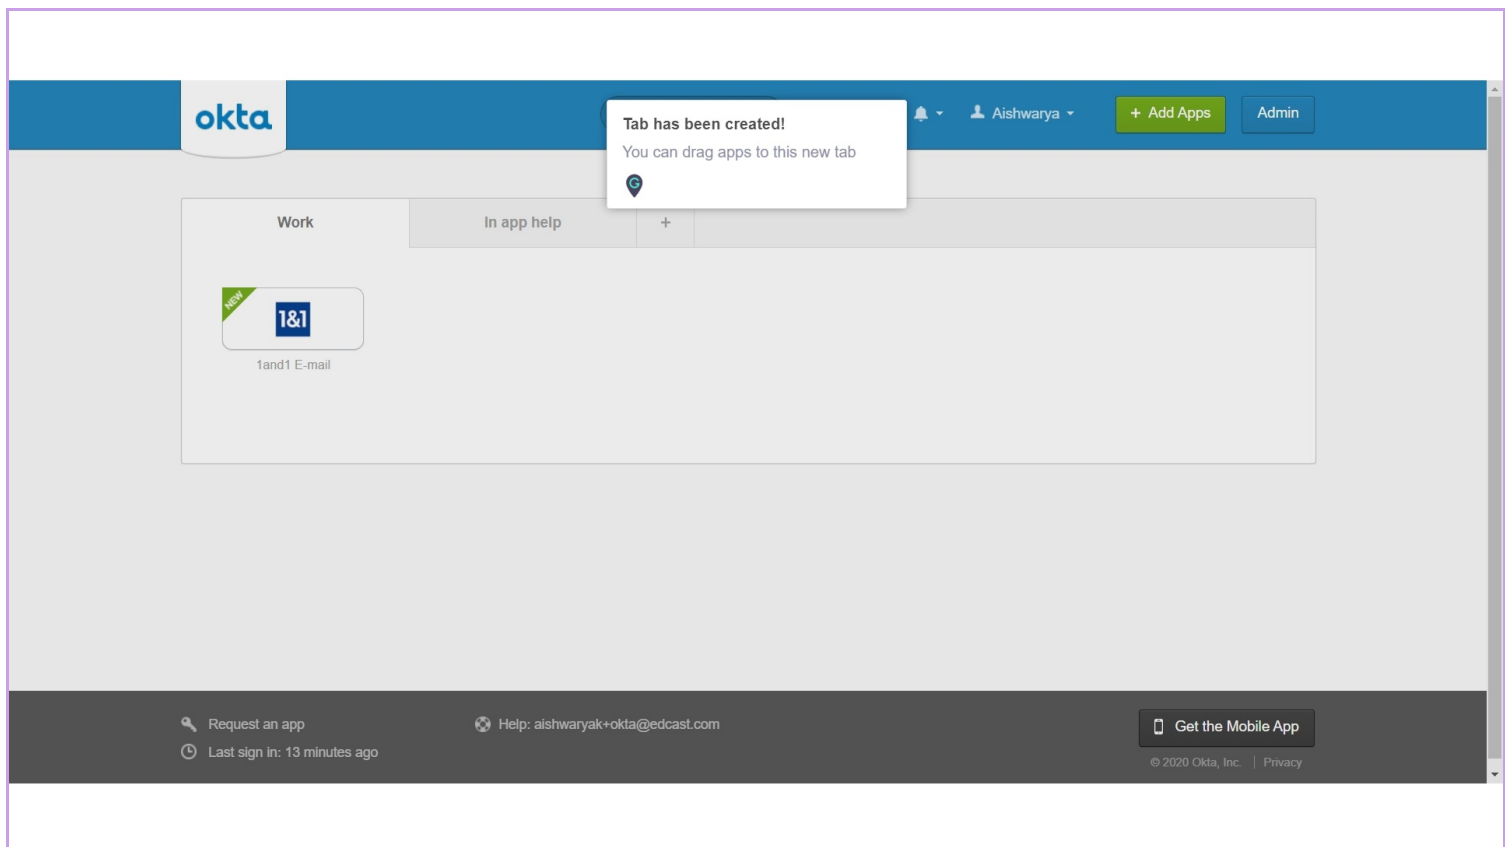 okta
Tab has been created!
You can drag apps to this new tab
G
Aishwarya
+ Add Apps
Admin
Work
In app help
+
NEW
1&1
1and1 E-mail
Request an app
Help: aishwaryak+okta@edcast.com
Get the Mobile App
Last sign in: 13 minutes ago
© 2020 Okta, Inc. | Privacy